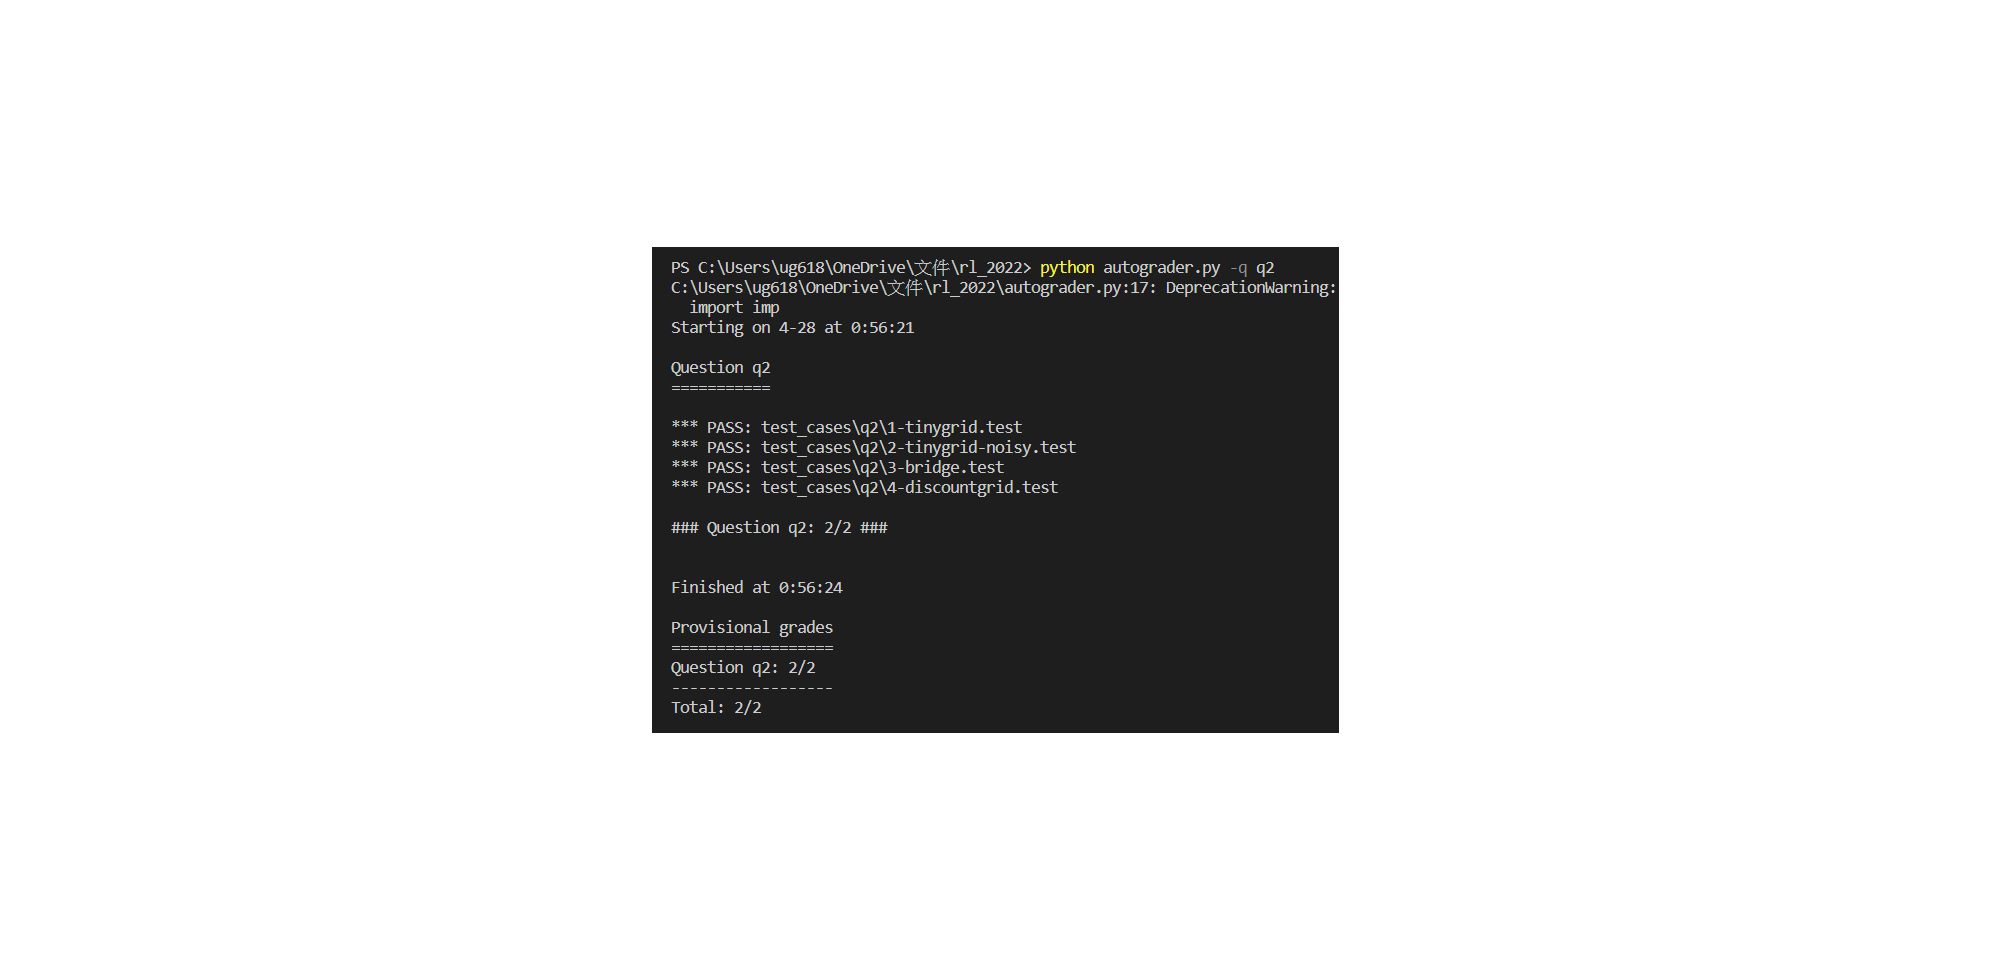 PS C:\Users\ug618\OneDrive\文件\rl_2022> python autograder.py -q q2
C:\Users\ug618\OneDrive\文件\rl_2022\autograder.py:17: DeprecationWarning:
  import imp
Starting on 4-28 at 0:56:21
Question q2
===========
*** PASS: test_cases\q2\1-tinygrid.test
*** PASS: test_cases\q2\2-tinygrid-noisy.test
*** PASS: test_cases\q2\3-bridge.test
*** PASS: test_cases\q2\4-discountgrid.test
### Question q2: 2/2 ###
Finished at 0:56:24
Provisional grades
==================
Question q2: 2/2
------------------
Total: 2/2